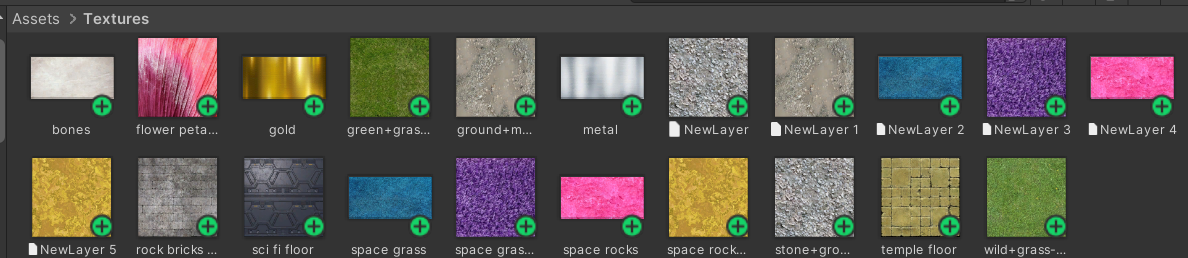 Assets > Textures
bones flower peta... gold green+gras... ground+m... metal NewLayer NewLayer 1 NewLayer 2 NewLayer 3 NewLayer 4
NewLayer 5 rock bricks ... sci fi floor space grass space gras... space rocks space rock... stone+gro... temple floor wild+grass-...